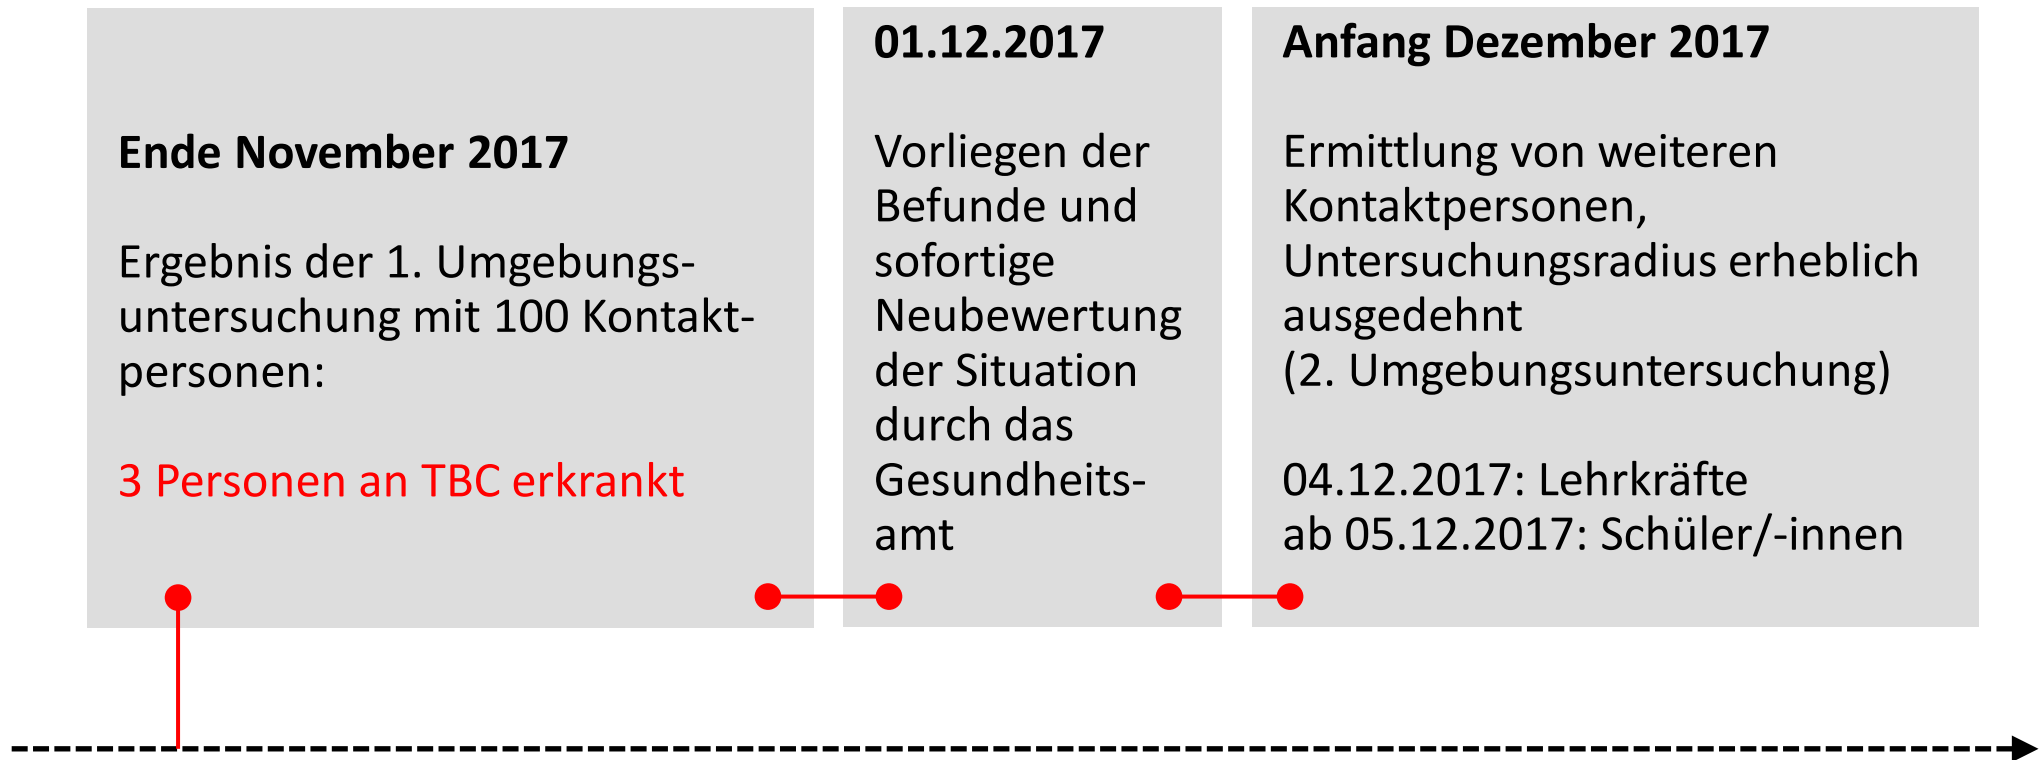 Ende November 2017
Ergebnis der 1. Umgebungs-
untersuchung mit 100 Kontakt-
personen:
3 Personen an TBC erkrankt
01.12.2017
Vorliegen der
Befunde und
sofortige
Neubewertung
der Situation
durch das
Gesundheits-
amt
Anfang Dezember 2017
Ermittlung von weiteren
Kontaktpersonen,
Untersuchungsradius erheblich
ausgedehnt
(2. Umgebungsuntersuchung)
04.12.2017: Lehrkräfte
ab 05.12.2017: Schüler/-innen